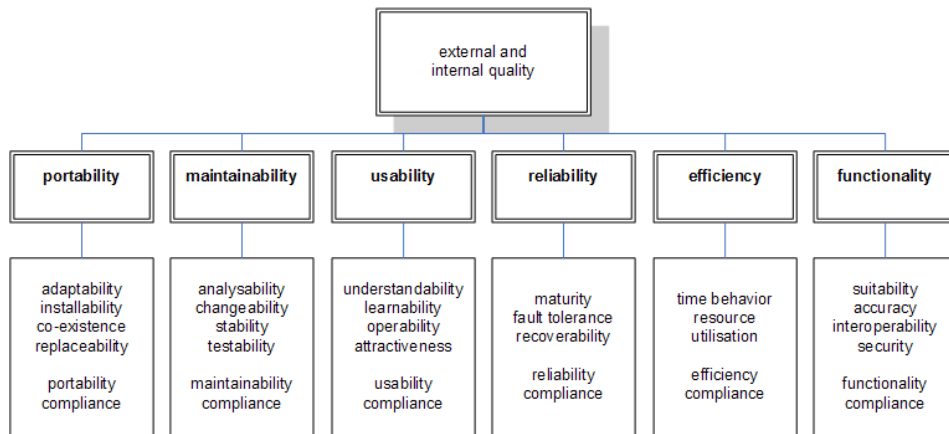 external and
internal quality
portability
maintainability
usability
reliability
efficiency
functionality
adaptability
installability
co-existence
replaceability
portability
compliance
analysability
changeability
stability
testability
maintainability
compliance
understandability
learnability
operability
attractiveness
usability
compliance
maturity
fault tolerance
recoverability
reliability
compliance
time behavior
resource
utilisation
efficiency
compliance
suitability
accuracy
interoperability
security
functionality
compliance